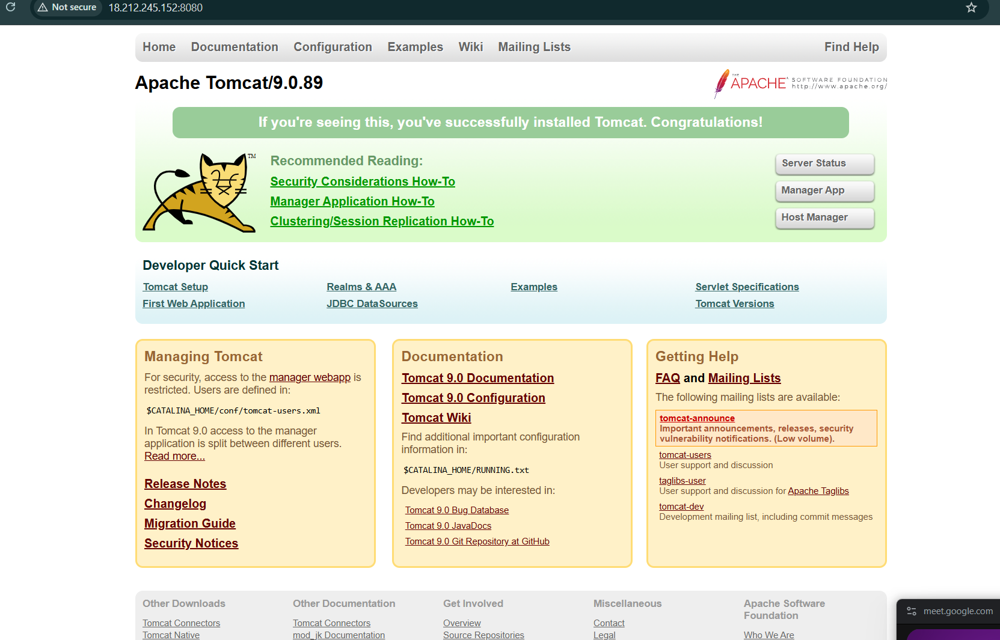 Not secure 18.212.245.152:8080
Home Documentation Configuration Examples Wiki Mailing Lists Find Help
Apache Tomcat/9.0.89
THE APACHE SOFTWARE FOUNDATION
http://www.apache.org/
If you're seeing this, you've successfully installed Tomcat. Congratulations!
TM
Recommended Reading:
Security Considerations How-To
Manager Application How-To
Clustering/Session Replication How-To
Server Status
Manager App
Host Manager
Developer Quick Start
Tomcat Setup
First Web Application
Realms & AAA
JDBC DataSources
Examples
Servlet Specifications
Tomcat Versions
Managing Tomcat
For security, access to the manager webapp is
restricted. Users are defined in:
$CATALINA_HOME/conf/tomcat-users.xml
In Tomcat 9.0 access to the manager
application is split between different users.
Read more...
Release Notes
Changelog
Migration Guide
Security Notices
Documentation
Tomcat 9.0 Documentation
Tomcat 9.0 Configuration
Tomcat Wiki
Find additional important configuration
information in:
$CATALINA_HOME/RUNNING.txt
Developers may be interested in:
Tomcat 9.0 Bug Database
Tomcat 9.0 JavaDocs
Tomcat 9.0 Git Repository at GitHub
Getting Help
FAQ and Mailing Lists
The following mailing lists are available:
tomcat-announce
Important announcements, releases, security
vulnerability notifications. (Low volume).
tomcat-users
User support and discussion
taglibs-user
User support and discussion for Apache Taglibs
tomcat-dev
Development mailing list, including commit messages
Other Downloads
Tomcat Connectors
Tomcat Native
Other Documentation
Tomcat Connectors
mod_jk Documentation
Get Involved
Overview
Source Repositories
Miscellaneous
Contact
Legal
Apache Software
Foundation
Who We Are
meet.google.com